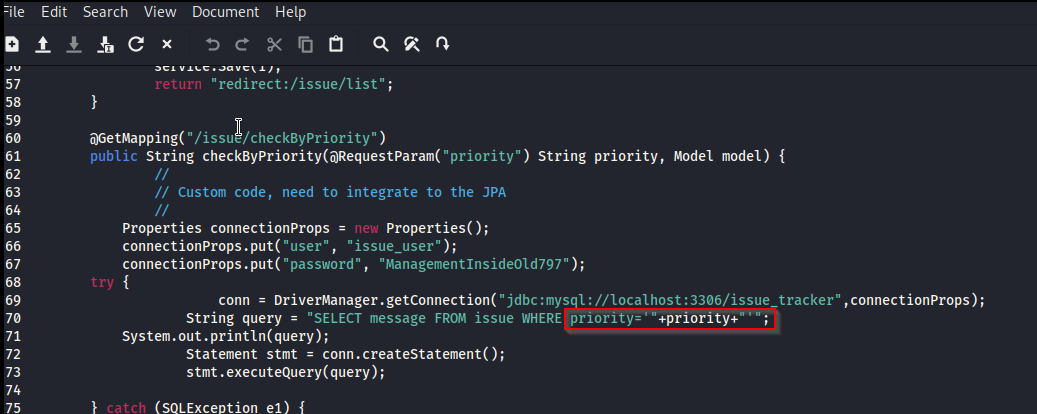 File Edit Search View Document Help
56 service.Save(i);
57 return "redirect:/issue/list";
58 }
59
60 @GetMapping("/issue/checkByPriority")
61 public String checkByPriority(@RequestParam("priority") String priority, Model model) {
62 //
63 // Custom code, need to integrate to the JPA
64 //
65 Properties connectionProps = new Properties();
66 connectionProps.put("user", "issue_user");
67 connectionProps.put("password", "ManagementInsideOld797");
68 try {
69 conn = DriverManager.getConnection("jdbc:mysql://localhost:3306/issue_tracker",connectionProps);
70 String query = "SELECT message FROM issue WHERE priority='"+priority+"'";
71 System.out.println(query);
72 Statement stmt = conn.createStatement();
73 stmt.executeQuery(query);
74
75 } catch (SQLException e1) {